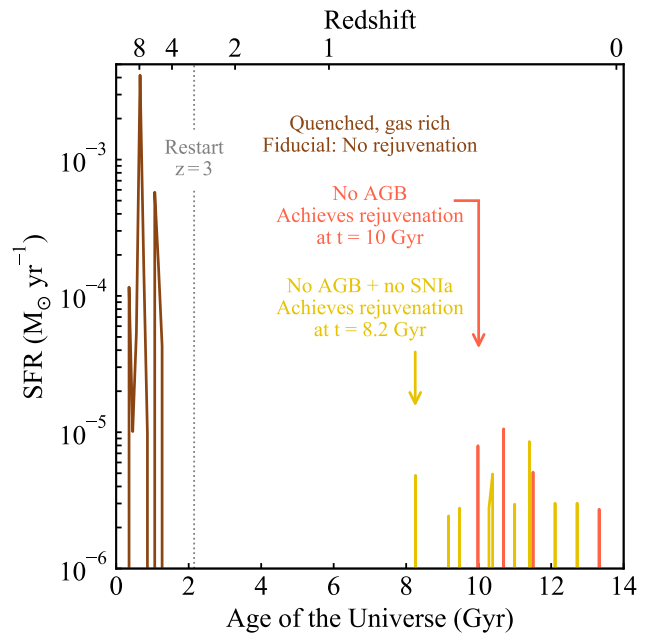 Redshift
8 4 2 1 0
10⁻³
10⁻⁴
10⁻⁵
10⁻⁶
SFR (M⊙ yr⁻¹)
Restart
z = 3
Quenched, gas rich
Fiducial: No rejuvenation
No AGB
Achieves rejuvenation
at t = 10 Gyr
No AGB + no SNIa
Achieves rejuvenation
at t = 8.2 Gyr
0 2 4 6 8 10 12 14
Age of the Universe (Gyr)